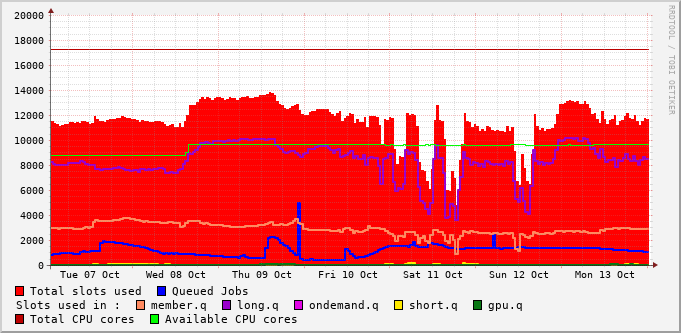 20000
18000
16000
14000
12000
10000
8000
6000
4000
2000
0
Tue 07 Oct Wed 08 Oct Thu 09 Oct Fri 10 Oct Sat 11 Oct Sun 12 Oct Mon 13 Oct
RRDTOOL / TOBI OETIKER
Total slots used Queued Jobs
Slots used in : member.q long.q ondemand.q short.q gpu.q
Total CPU cores Available CPU cores